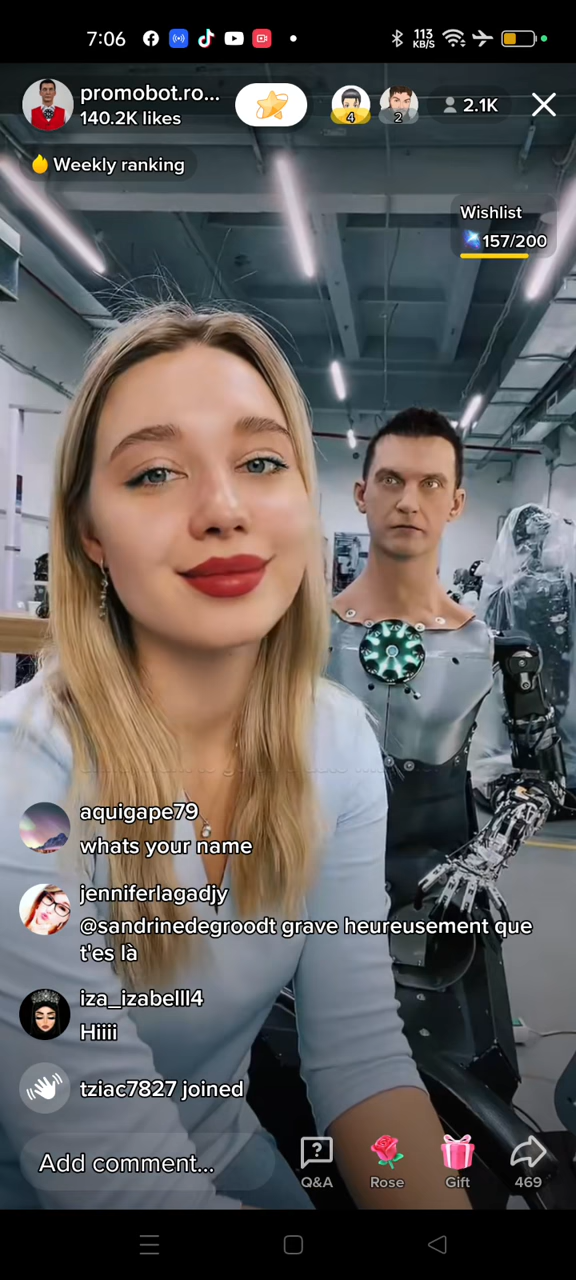 7:06
113
KB/S
promobot.ro...
140.2K likes
4
2
2.1K
Weekly ranking
Wishlist
157/200
aquigape79
whats your name
jenniferlagadjy
@sandrinedegroodt grave heureusement que
t'es là
iza_izabelll4
Hiiii
tziac7827 joined
Add comment...
Q&A
Rose
Gift
469